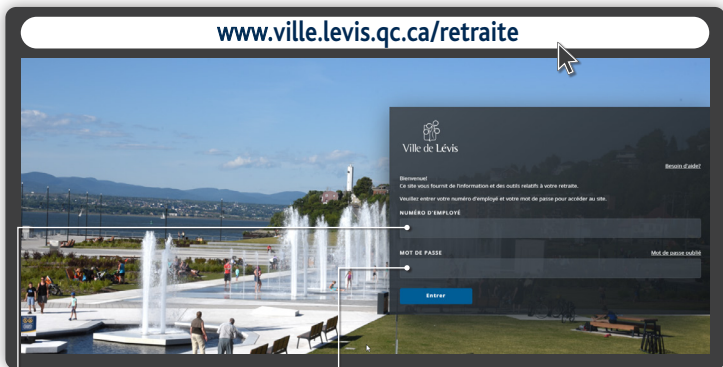 www.ville.levis.qc.ca/retraite
Ville de Lévis
Besoin d'aide?
Bienvenue!
Ce site vous fournit de l'information et des outils relatifs à votre retraite.
Veuillez entrer votre numéro d'employé et votre mot de passe pour accéder au site.
NUMÉRO D'EMPLOYÉ
MOT DE PASSE Mot de passe oublié
Entrer